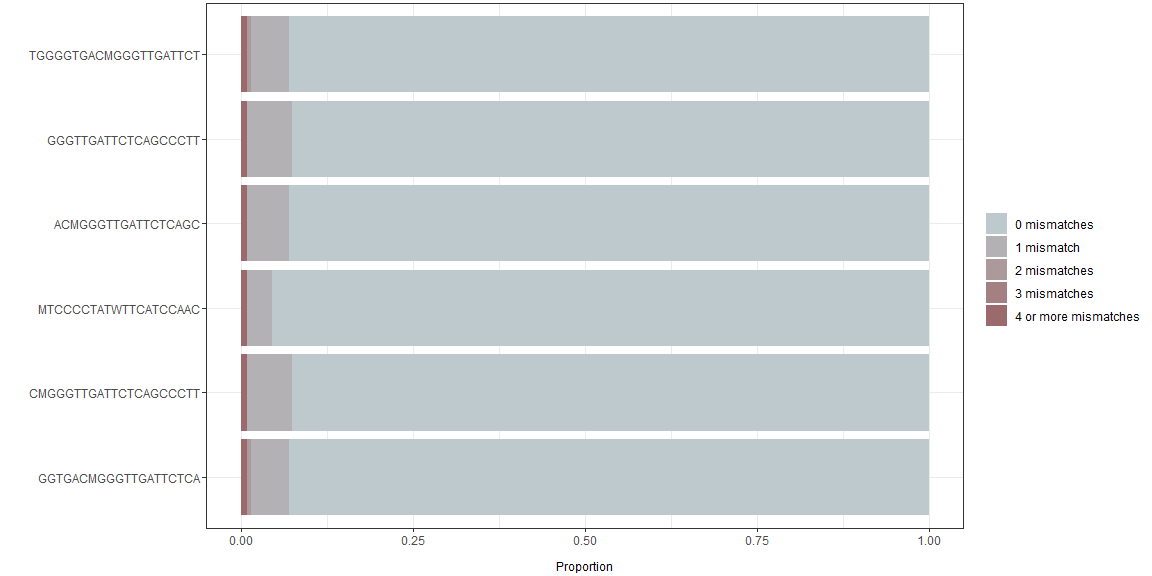 TGGGGTGACMGGGTTGATTCT
GGGTTGATTCTCAGCCCTT
ACMGGGTTGATTCTCAGC
MTCCCCTATWTTCATCCAAC
CMGGGTTGATTCTCAGCCCTT
GGTGACMGGGTTGATTCTCA
0.00 0.25 0.50 0.75 1.00
Proportion
0 mismatches
1 mismatch
2 mismatches
3 mismatches
4 or more mismatches